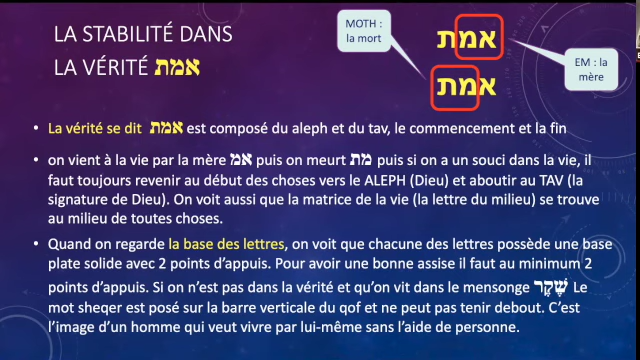 LA STABILITÉ DANS
LA VÉRITÉ אמת
MOTH :
la mort
אמת
EM : la
mère
אמת
• La vérité se dit אמת est composé du aleph et du tav, le commencement et la fin
• on vient à la vie par la mère אמ puis on meurt מת puis si on a un souci dans la vie, il
faut toujours revenir au début des choses vers le ALEPH (Dieu) et aboutir au TAV (la
signature de Dieu). On voit aussi que la matrice de la vie (la lettre du milieu) se trouve
au milieu de toutes choses.
• Quand on regarde la base des lettres, on voit que chacune des lettres possède une base
plate solide avec 2 points d’appuis. Pour avoir une bonne assise il faut au minimum 2
points d’appuis. Si on n’est pas dans la vérité et qu’on vit dans le mensonge שֶׁקֶר Le
mot sheqer est posé sur la barre verticale du qof et ne peut pas tenir debout. C’est
l’image d’un homme qui veut vivre par lui-même sans l’aide de personne.